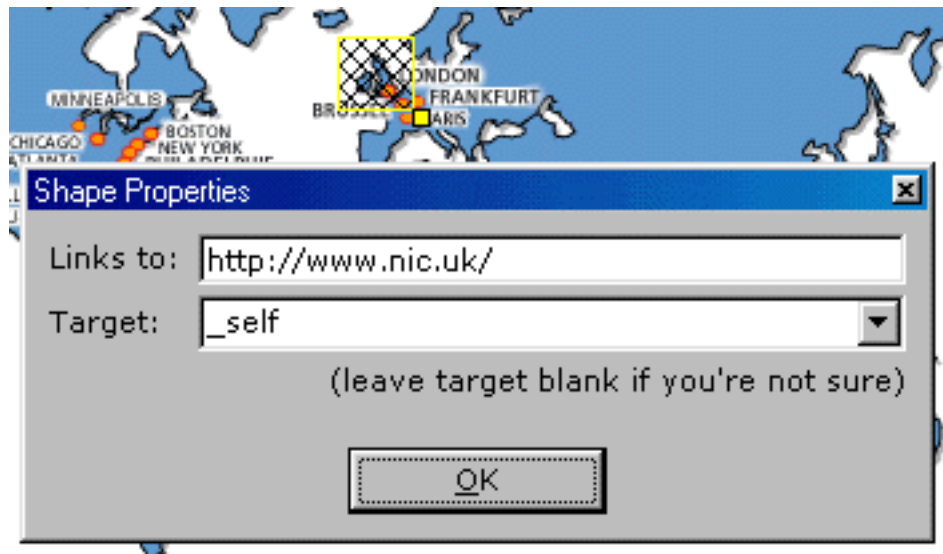 LONDON
FRANKFURT
MINNEAPOLIS
BOSTON
CHICAGO
NEW YORK
Shape Properties
Links to: http://www.nic.uk/
Target: _self
(leave target blank if you're not sure)
OK